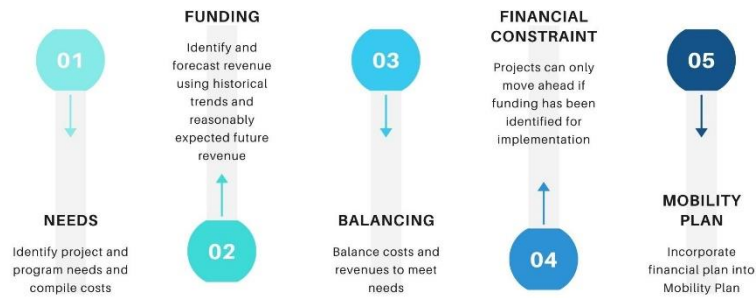 01
NEEDS
Identify project and
program needs and
compile costs
FUNDING
Identify and
forecast revenue
using historical
trends and
reasonably
expected future
revenue
02
03
BALANCING
Balance costs and
revenues to meet
needs
FINANCIAL
CONSTRAINT
Projects can only
move ahead if
funding has been
identified for
implementation
04
05
MOBILITY
PLAN
Incorporate
financial plan into
Mobility Plan